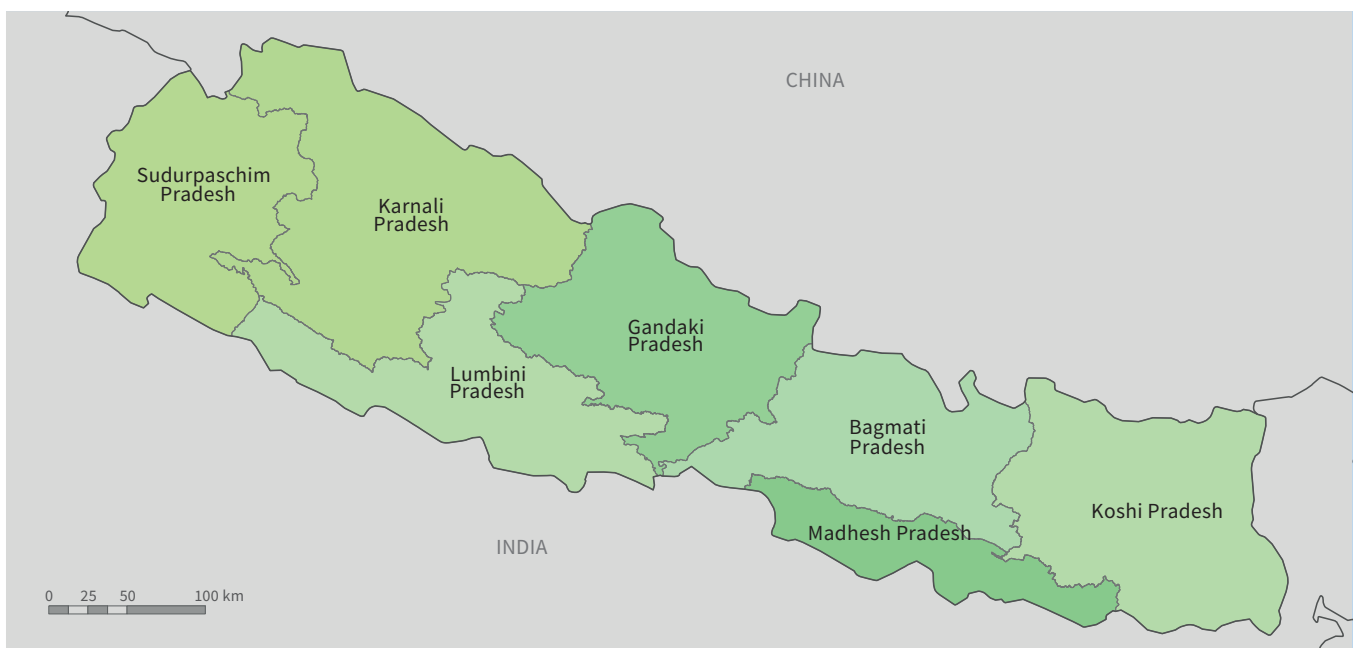 CHINA
Sudurpaschim
Pradesh
Karnali
Pradesh
Gandaki
Pradesh
Lumbini
Pradesh
Bagmati
Pradesh
Koshi Pradesh
Madhesh Pradesh
INDIA
0 25 50 100 km